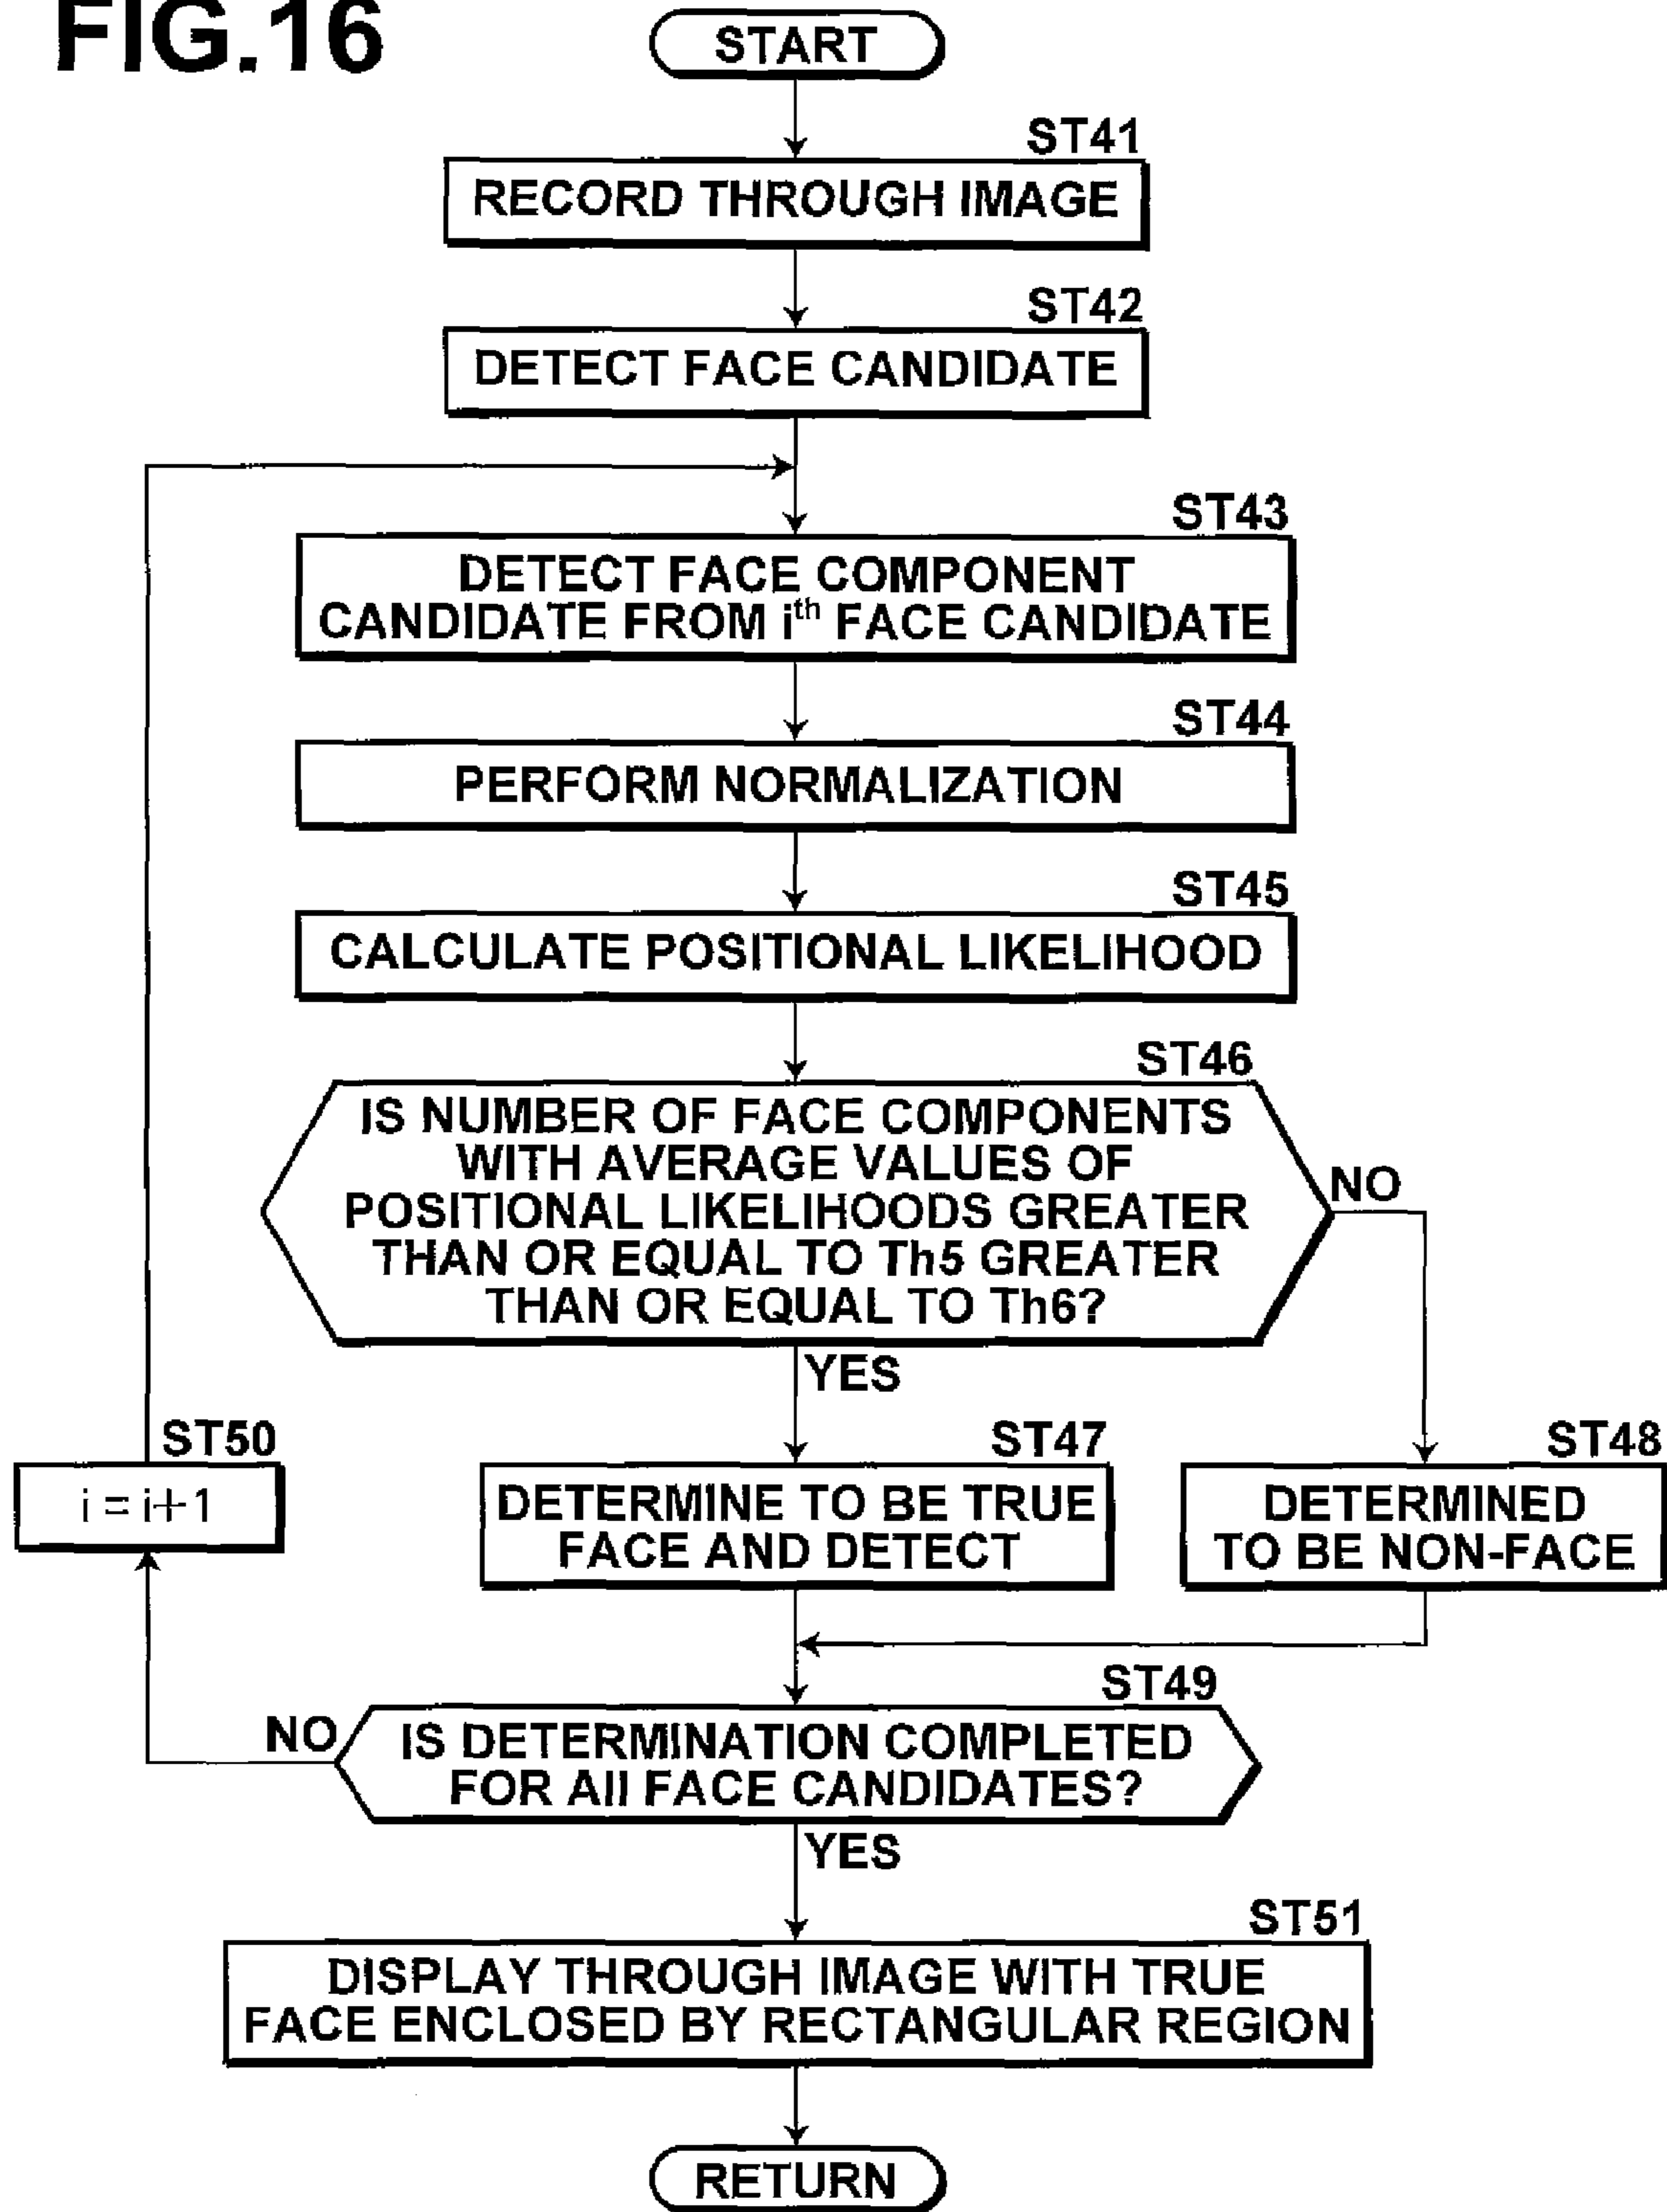 FIG.16
START
ST41
RECORD THROUGH IMAGE
ST42
DETECT FACE CANDIDATE
ST43
DETECT FACE COMPONENT
CANDIDATE FROM ith FACE CANDIDATE
ST44
PERFORM NORMALIZATION
ST45
CALCULATE POSITIONAL LIKELIHOOD
ST46
IS NUMBER OF FACE COMPONENTS
WITH AVERAGE VALUES OF
POSITIONAL LIKELIHOODS GREATER
THAN OR EQUAL TO Th5 GREATER
THAN OR EQUAL TO Th6?
NO
YES
ST50
i = i+1
ST47
DETERMINE TO BE TRUE
FACE AND DETECT
ST48
DETERMINED
TO BE NON-FACE
ST49
NO
IS DETERMINATION COMPLETED
FOR All FACE CANDIDATES?
YES
ST51
DISPLAY THROUGH IMAGE WITH TRUE
FACE ENCLOSED BY RECTANGULAR REGION
RETURN